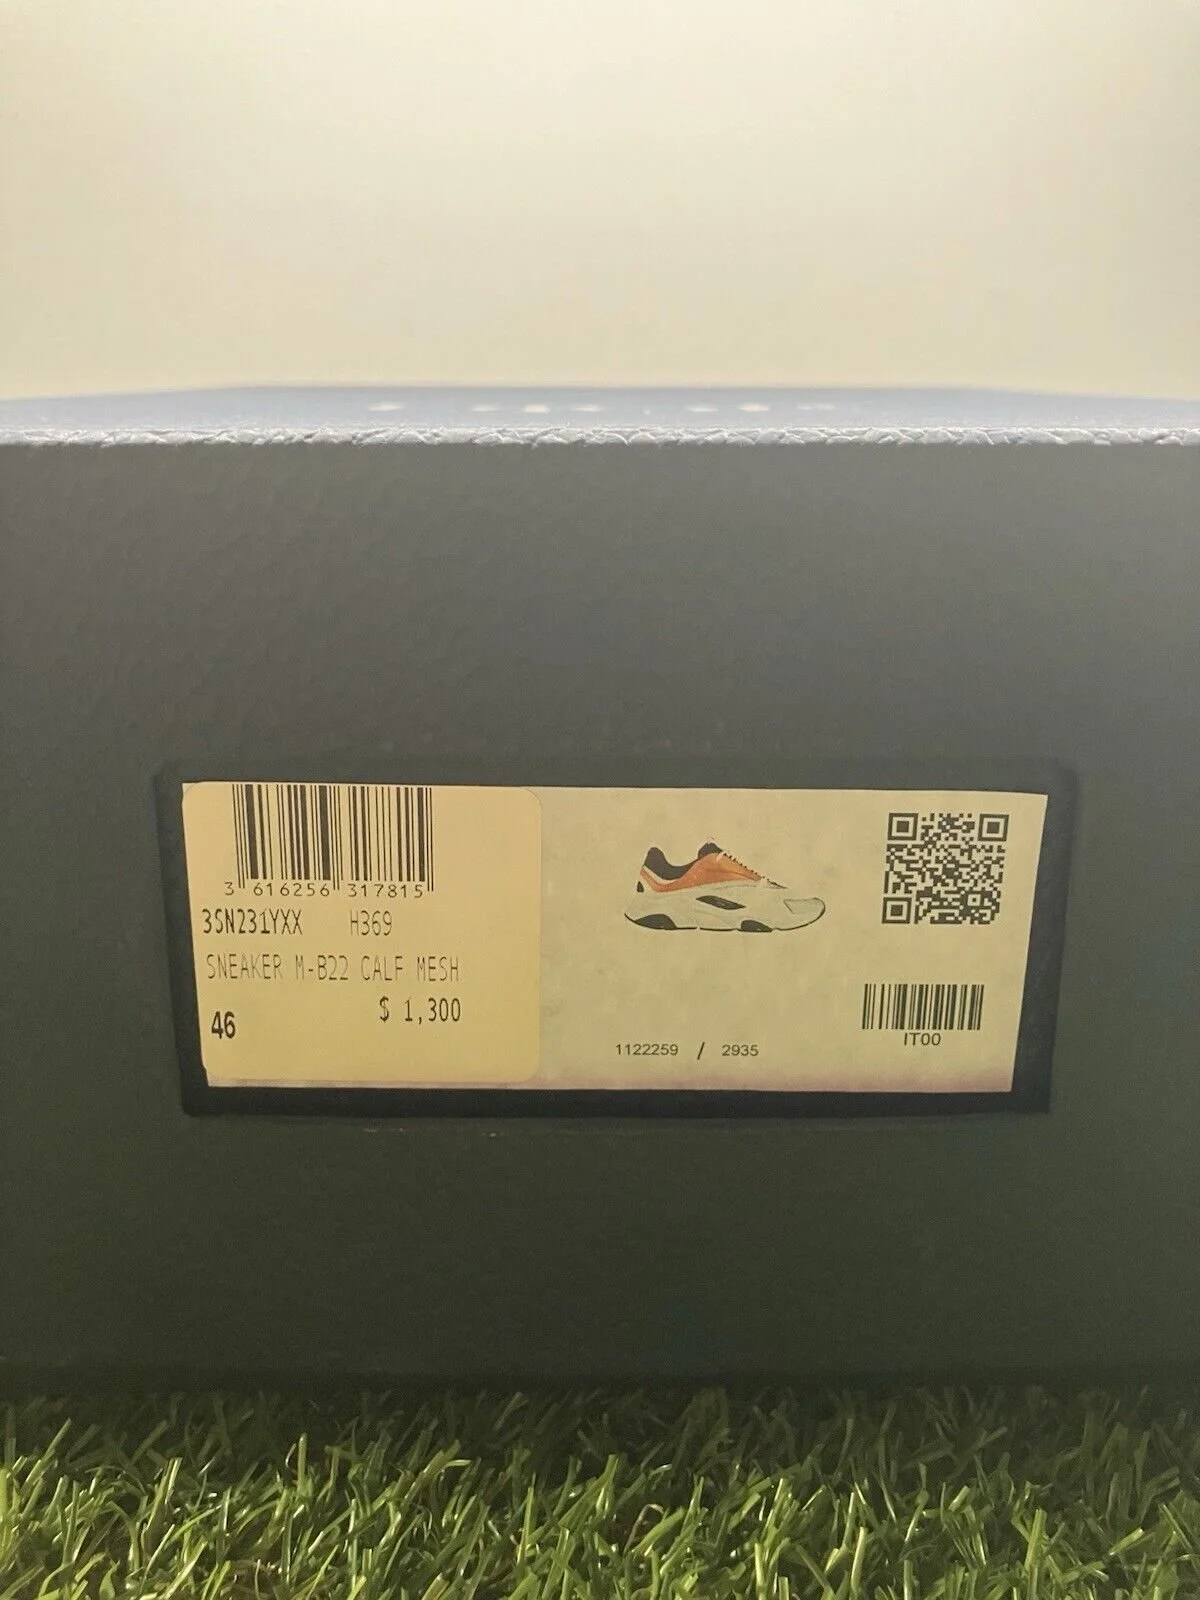 3 616256 317815
3SN231YXX H369
SNEAKER M-B22 CALF MESH
$ 1,300
46
1122259 / 2935
IT00